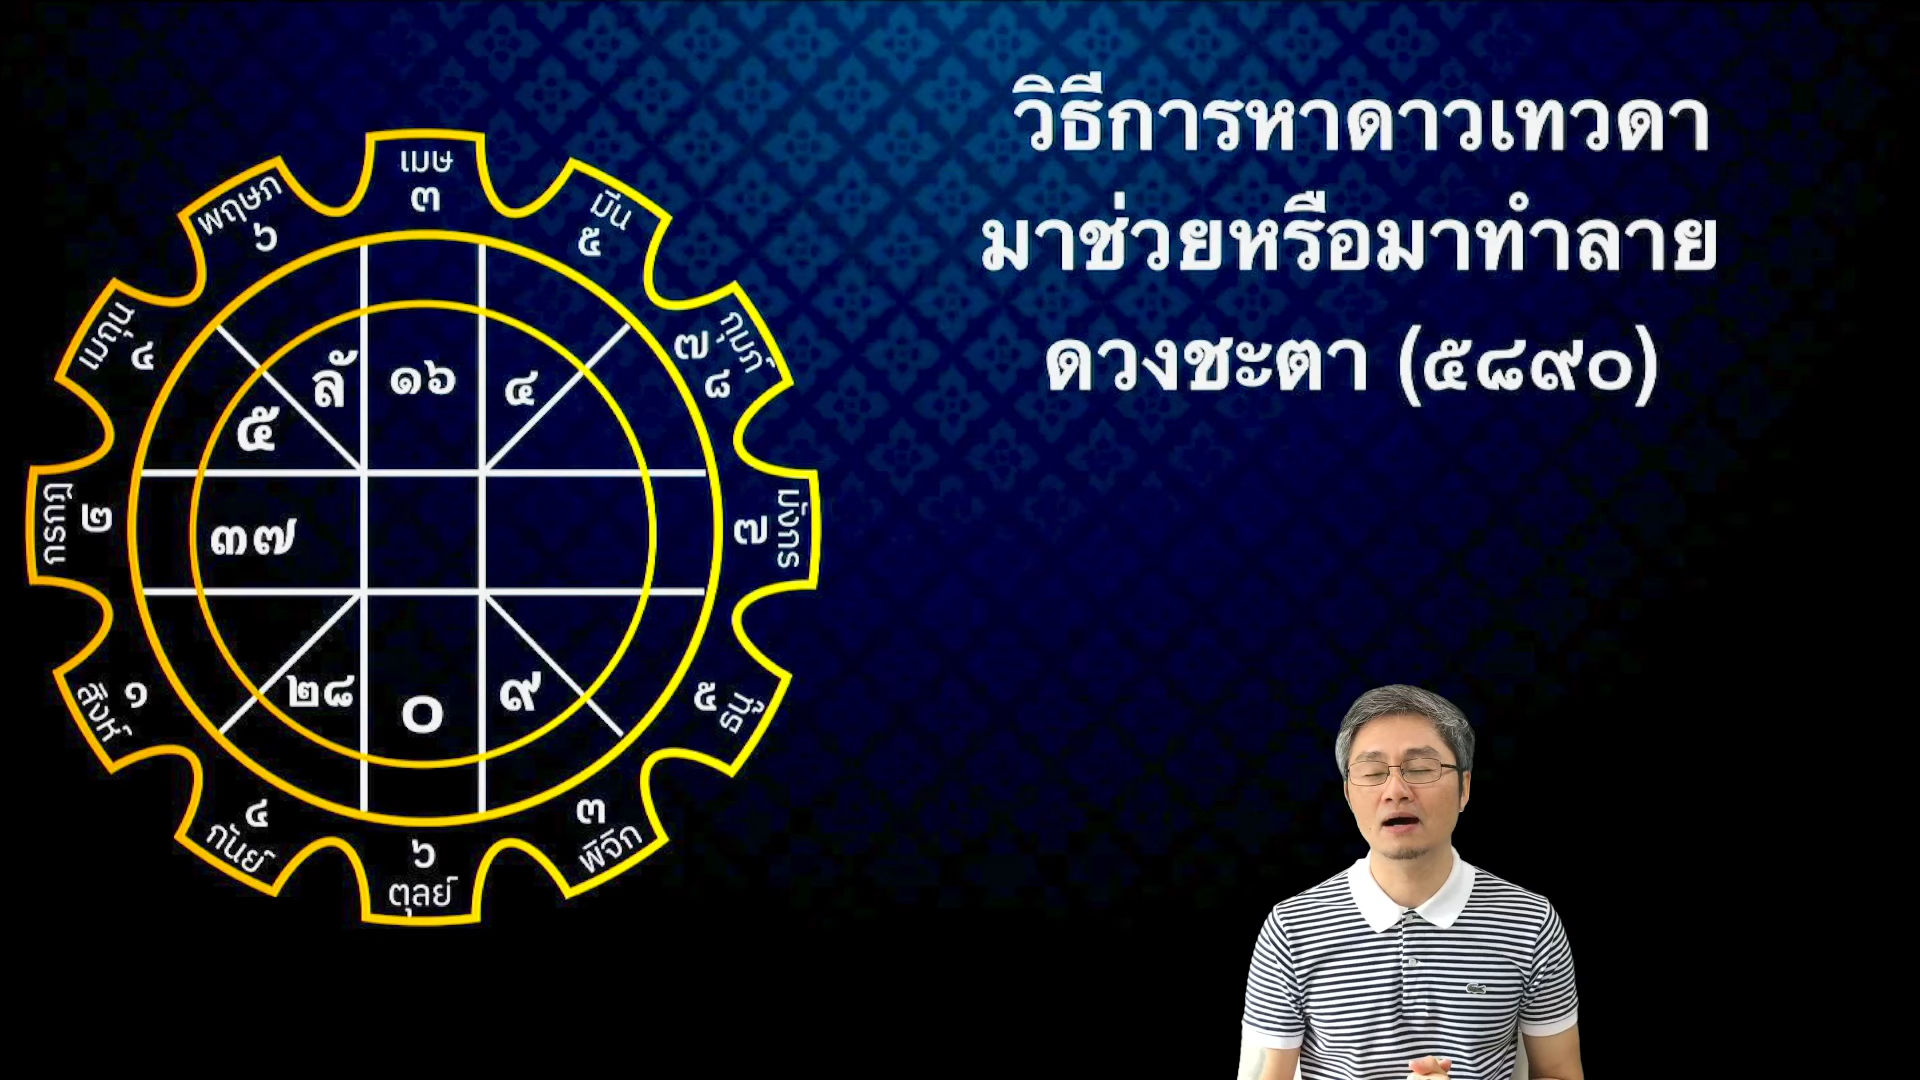 วิธีการหาดาวเทวดา
มาช่วยหรือมาทำลาย
ดวงชะตา (๕๘๙๐)
เมษ
๓
พฤษภ
๖
เมถุน
๔
กรกฎ
๒
สิงห์
๑
กันย์
๔
๖
ตุลย์
๓
พิจิก
๕
ธนู
๗
มังกร
๗ กุมภ์
๘
มีน
๕
ลั
๕
๑๖
๔
๓๗
๒๘
๐
๙